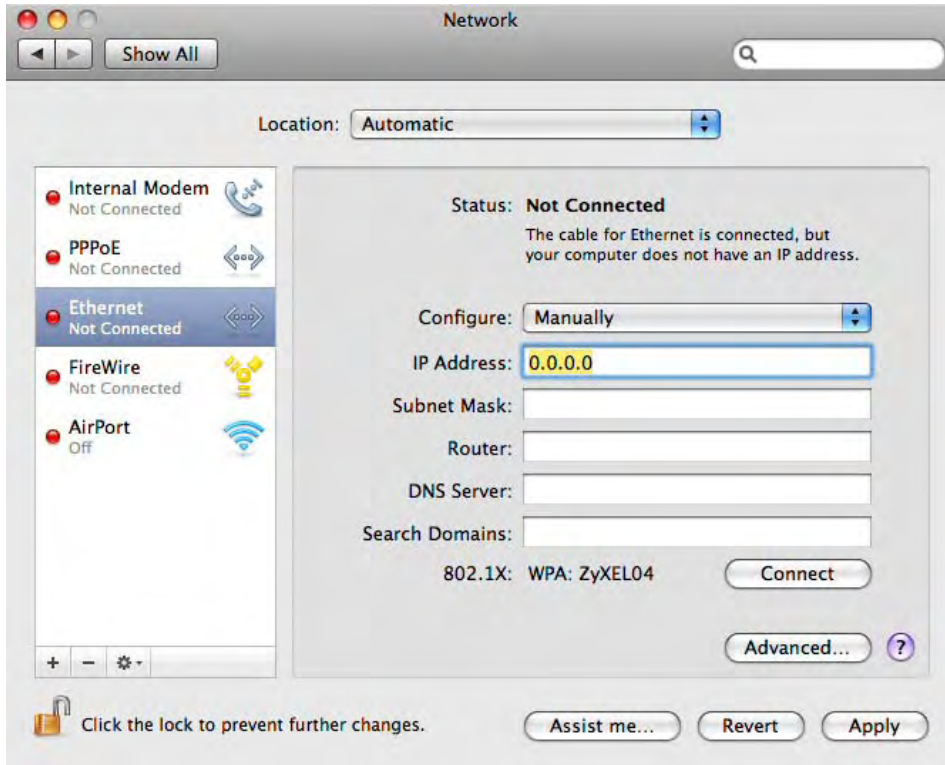 Network
Show All
Location: Automatic
Internal Modem
Not Connected
PPPoE
Not Connected
Ethernet
Not Connected
FireWire
Not Connected
AirPort
Off
Status: Not Connected
The cable for Ethernet is connected, but
your computer does not have an IP address.
Configure: Manually
IP Address: 0.0.0.0
Subnet Mask:
Router:
DNS Server:
Search Domains:
802.1X: WPA: ZyXEL04 Connect
Advanced... ?
+ −
Click the lock to prevent further changes. Assist me... Revert Apply